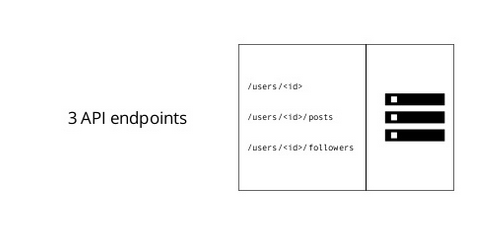 3 API endpoints
/users/<id>
/users/<id>/posts
/users/<id>/followers